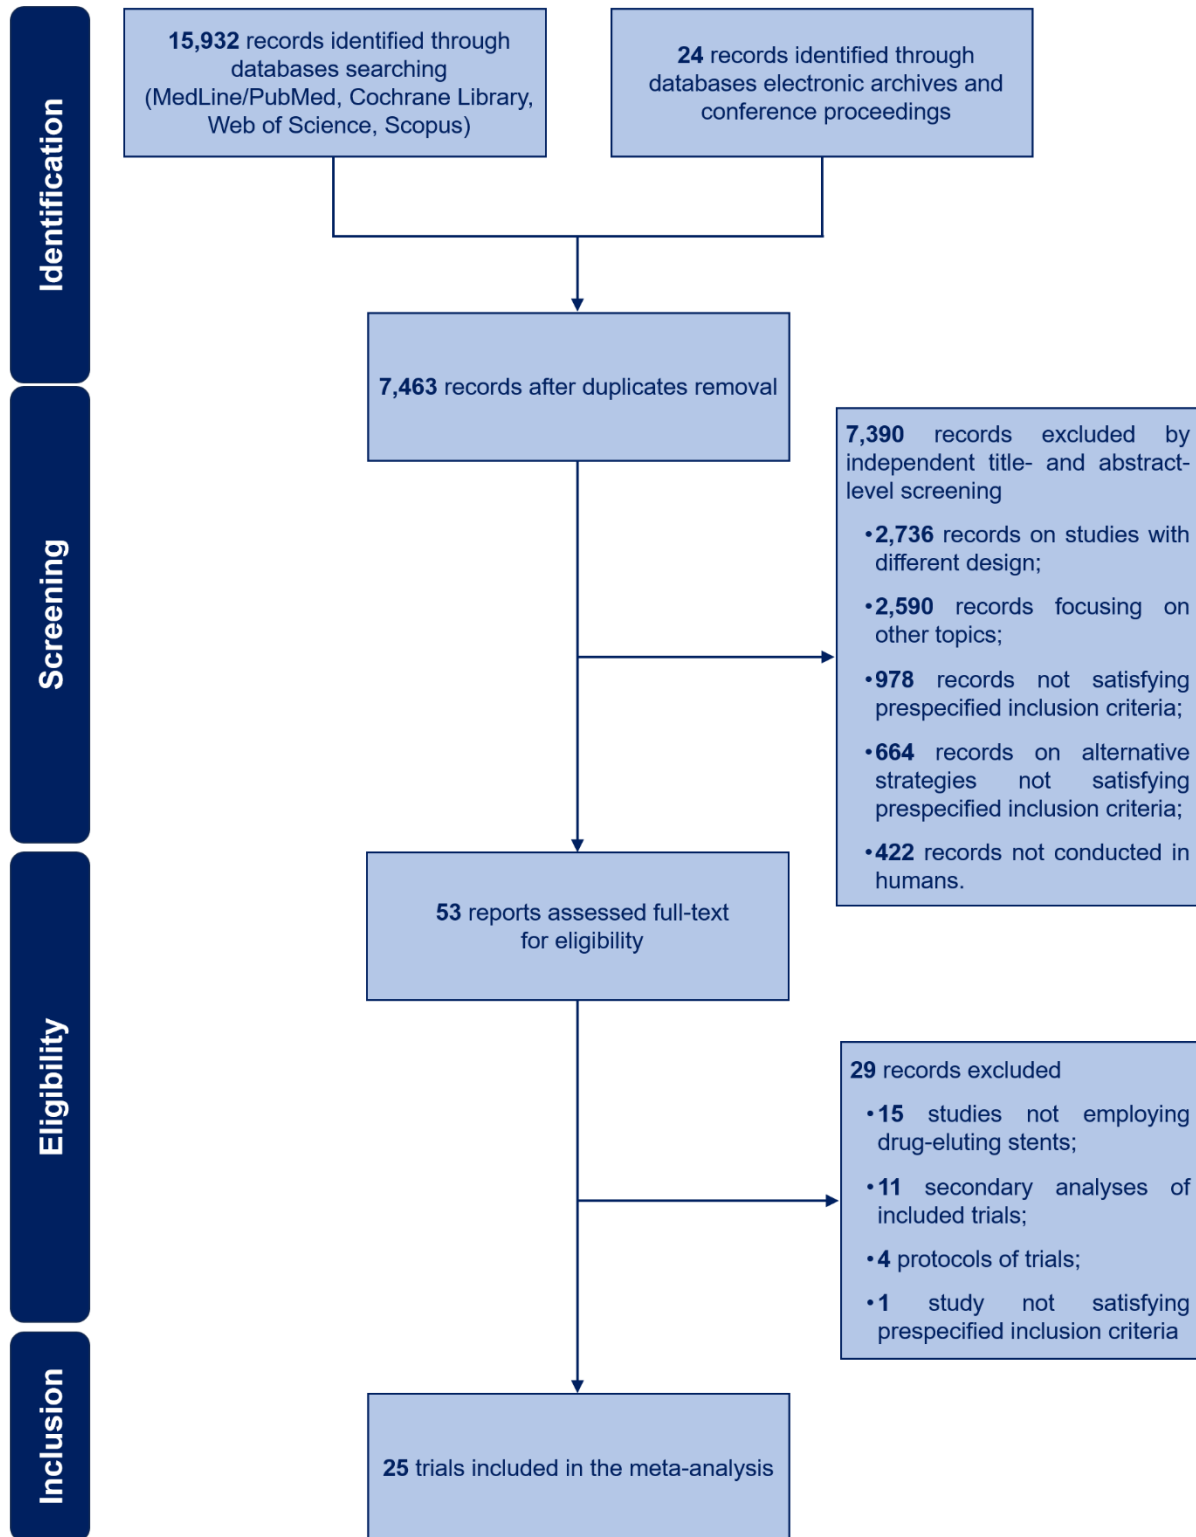 Identification
15,932 records identified through
databases searching
(MedLine/PubMed, Cochrane Library,
Web of Science, Scopus)
24 records identified through
databases electronic archives and
conference proceedings
7,463 records after duplicates removal
Screening
7,390 records excluded by
independent title- and abstract-
level screening
•2,736 records on studies with
different design;
•2,590 records focusing on
other topics;
•978 records not satisfying
prespecified inclusion criteria;
•664 records on alternative
strategies not satisfying
prespecified inclusion criteria;
•422 records not conducted in
humans.
Eligibility
53 reports assessed full-text
for eligibility
29 records excluded
•15 studies not employing
drug-eluting stents;
•11 secondary analyses of
included trials;
•4 protocols of trials;
•1 study not satisfying
prespecified inclusion criteria
Inclusion
25 trials included in the meta-analysis